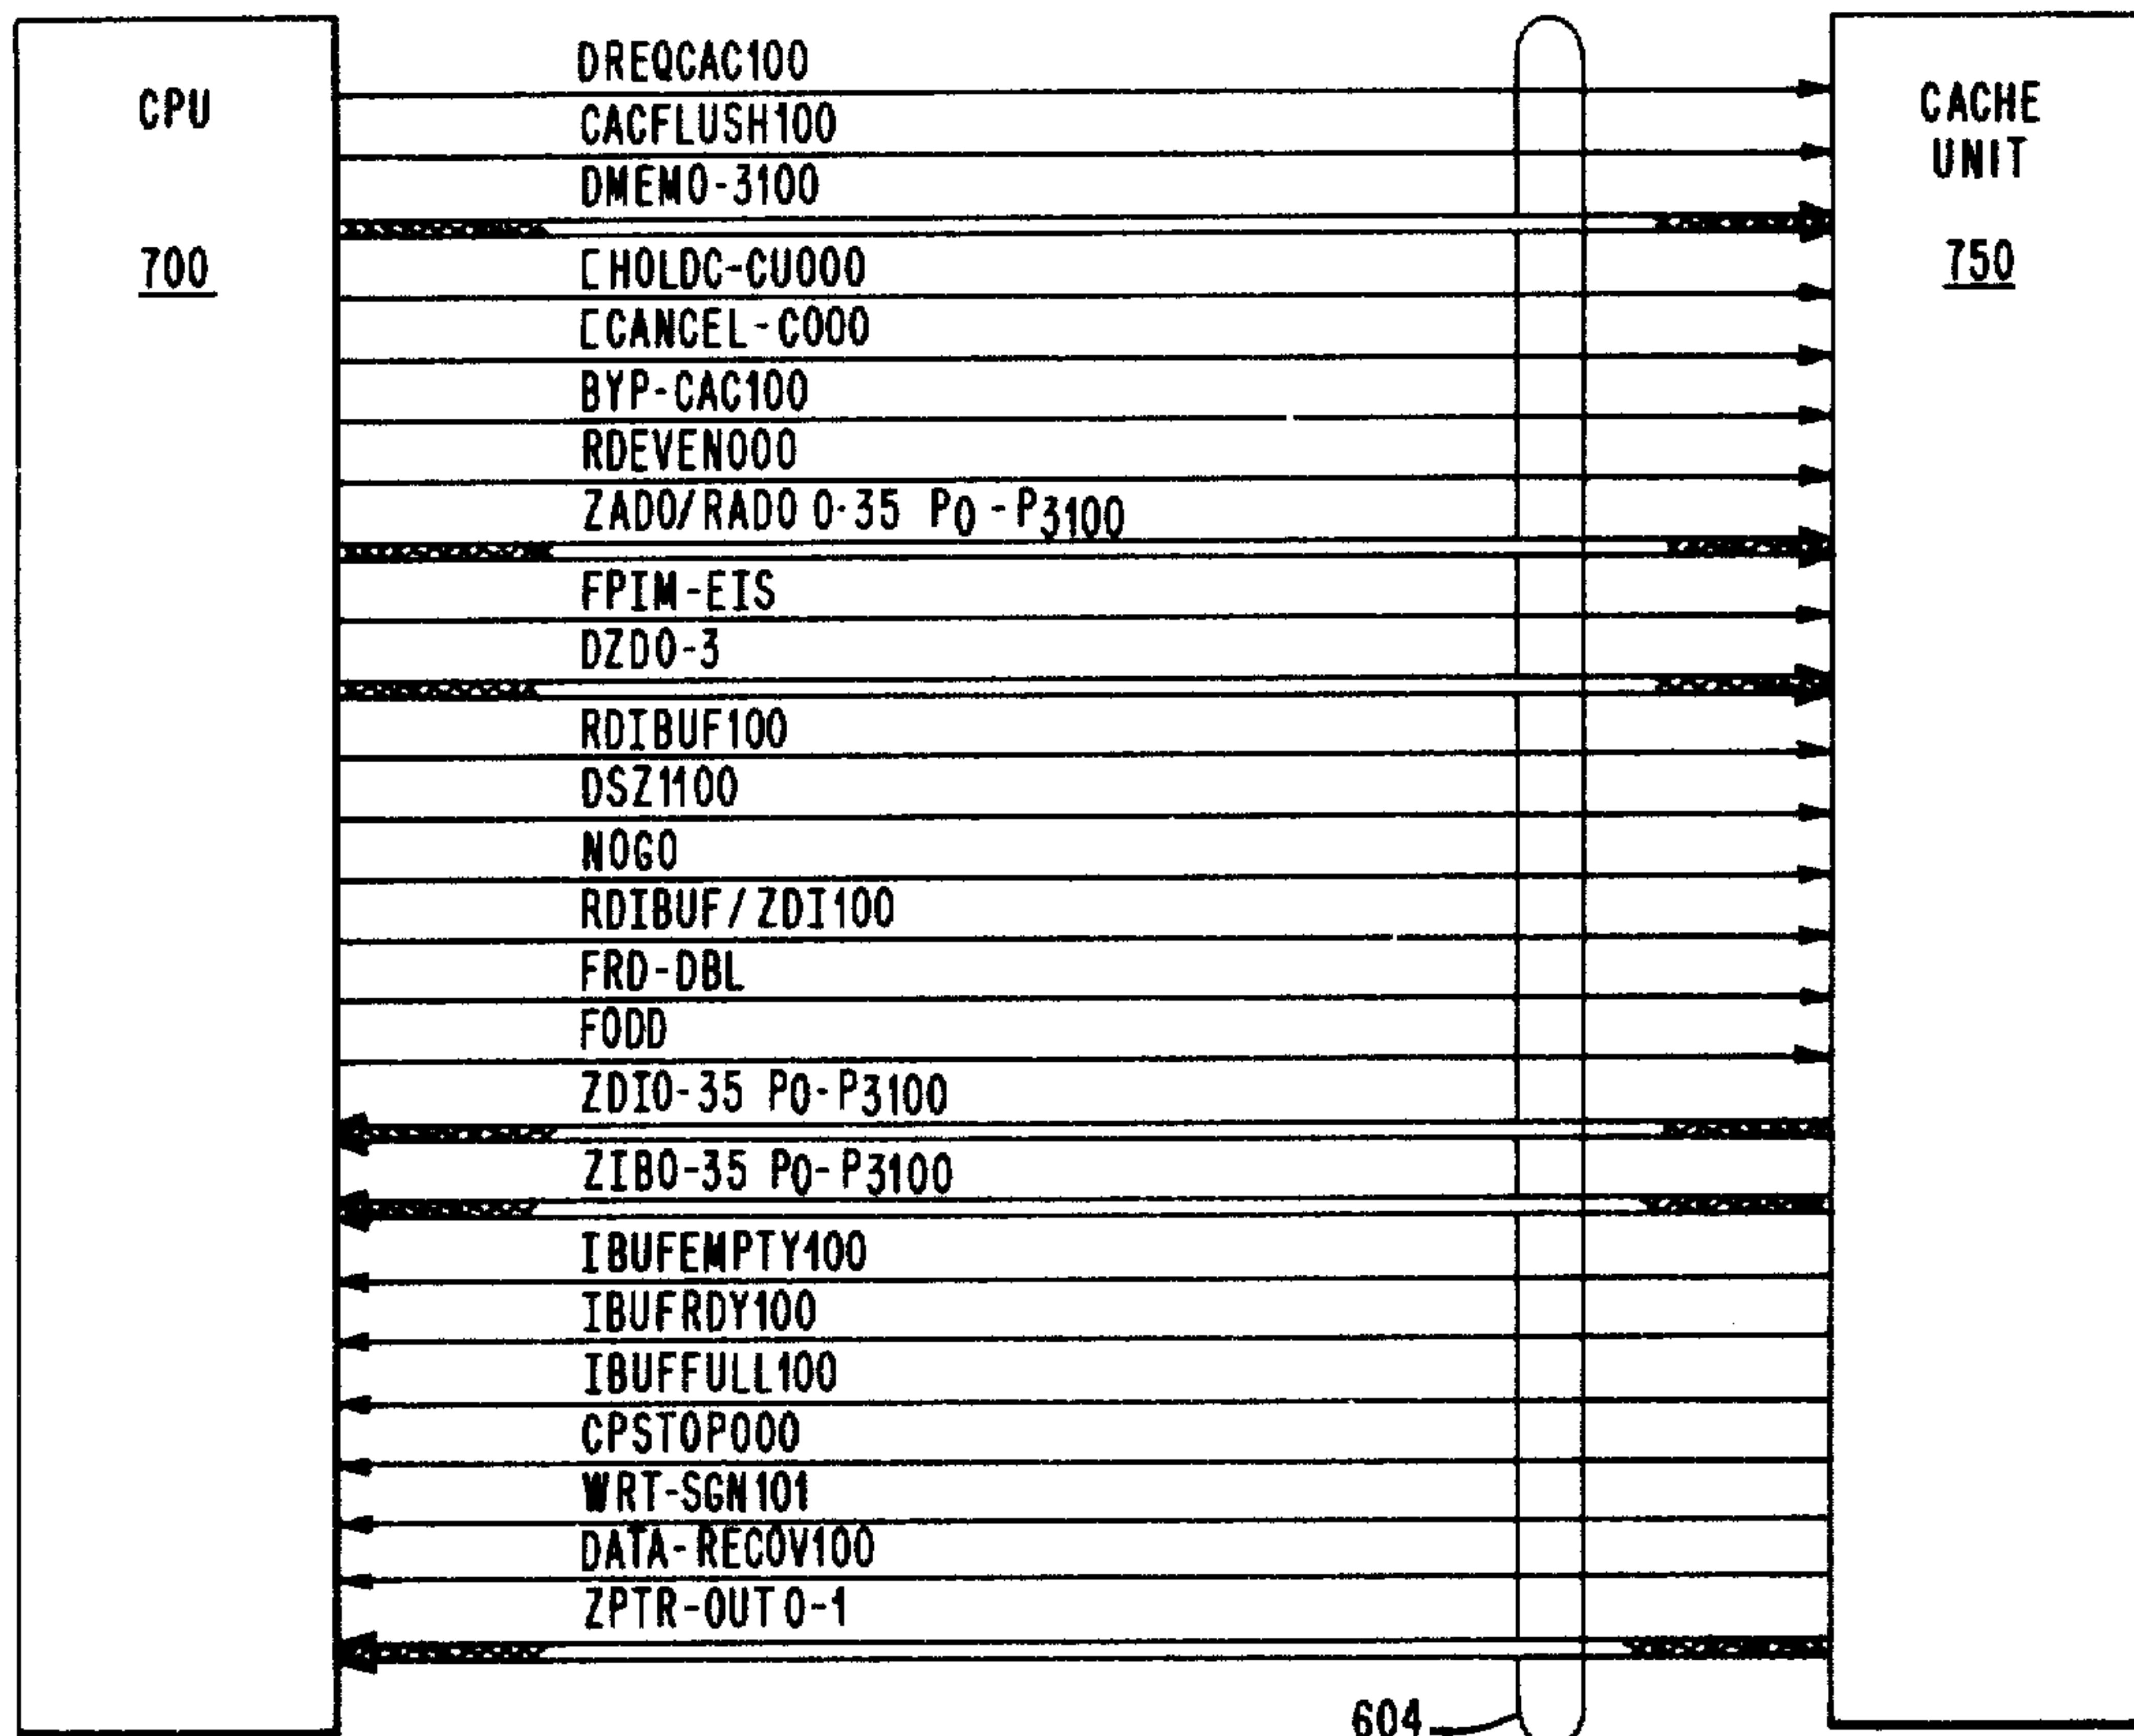 CPU
700
DREQCAC100
CACFLUSH100
DMEM0-3100
[HOLDC-CU000
[CANCEL-C000
BYP-CAC100
RDEVEN000
ZADO/RADO 0-35 P0-P3100
FPIM-EIS
DZD0-3
RDIBUF100
DSZ1100
NOGO
RDIBUF/ZDI100
FRD-DBL
FODD
ZDI0-35 P0-P3100
ZIB0-35 P0-P3100
IBUFEMPTY100
IBUFRDY100
IBUFFULL100
CPSTOP000
WRT-SGN101
DATA-RECOV100
ZPTR-OUT 0-1
604
CACHE
UNIT
750